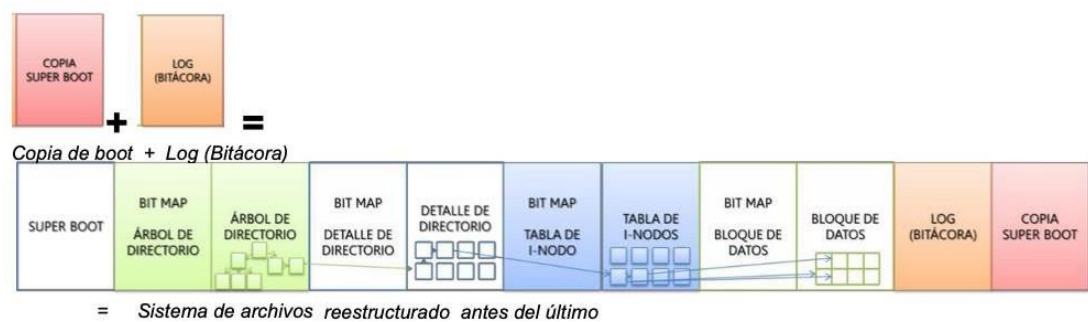 COPIA
SUPER BOOT
LOG
(BITÁCORA)
+
=
Copia de boot + Log (Bitácora)
SUPER BOOT
BIT MAP
ÁRBOL DE
DIRECTORIO
ÁRBOL DE
DIRECTORIO
BIT MAP
DETALLE DE
DIRECTORIO
DETALLE DE
DIRECTORIO
BIT MAP
TABLA DE
I-NODO
TABLA DE
I-NODOS
BIT MAP
BLOQUE DE
DATOS
BLOQUE DE
DATOS
LOG
(BITÁCORA)
COPIA
SUPER BOOT
= Sistema de archivos reestructurado antes del último